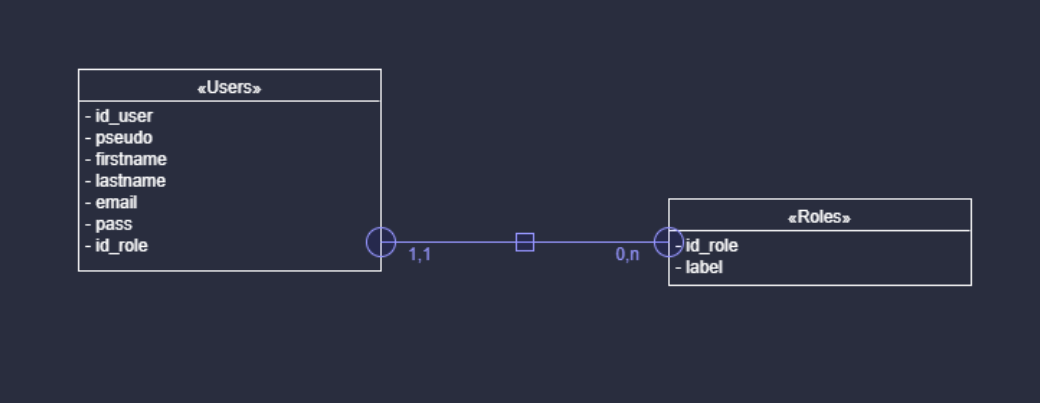 «Users»
- id_user
- pseudo
- firstname
- lastname
- email
- pass
- id_role
1,1
0,n
«Roles»
- id_role
- label